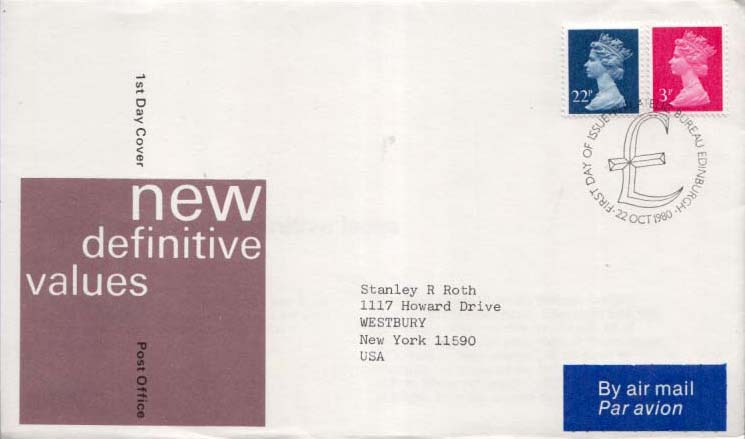 1st Day Cover
new
definitive
values
Post Office
22P
3P
FIRST DAY OF ISSUE · PHILATELIC BUREAU EDINBURGH · 22 OCT 1980 ·
£
Stanley R Roth
1117 Howard Drive
WESTBURY
New York 11590
USA
By air mail
Par avion